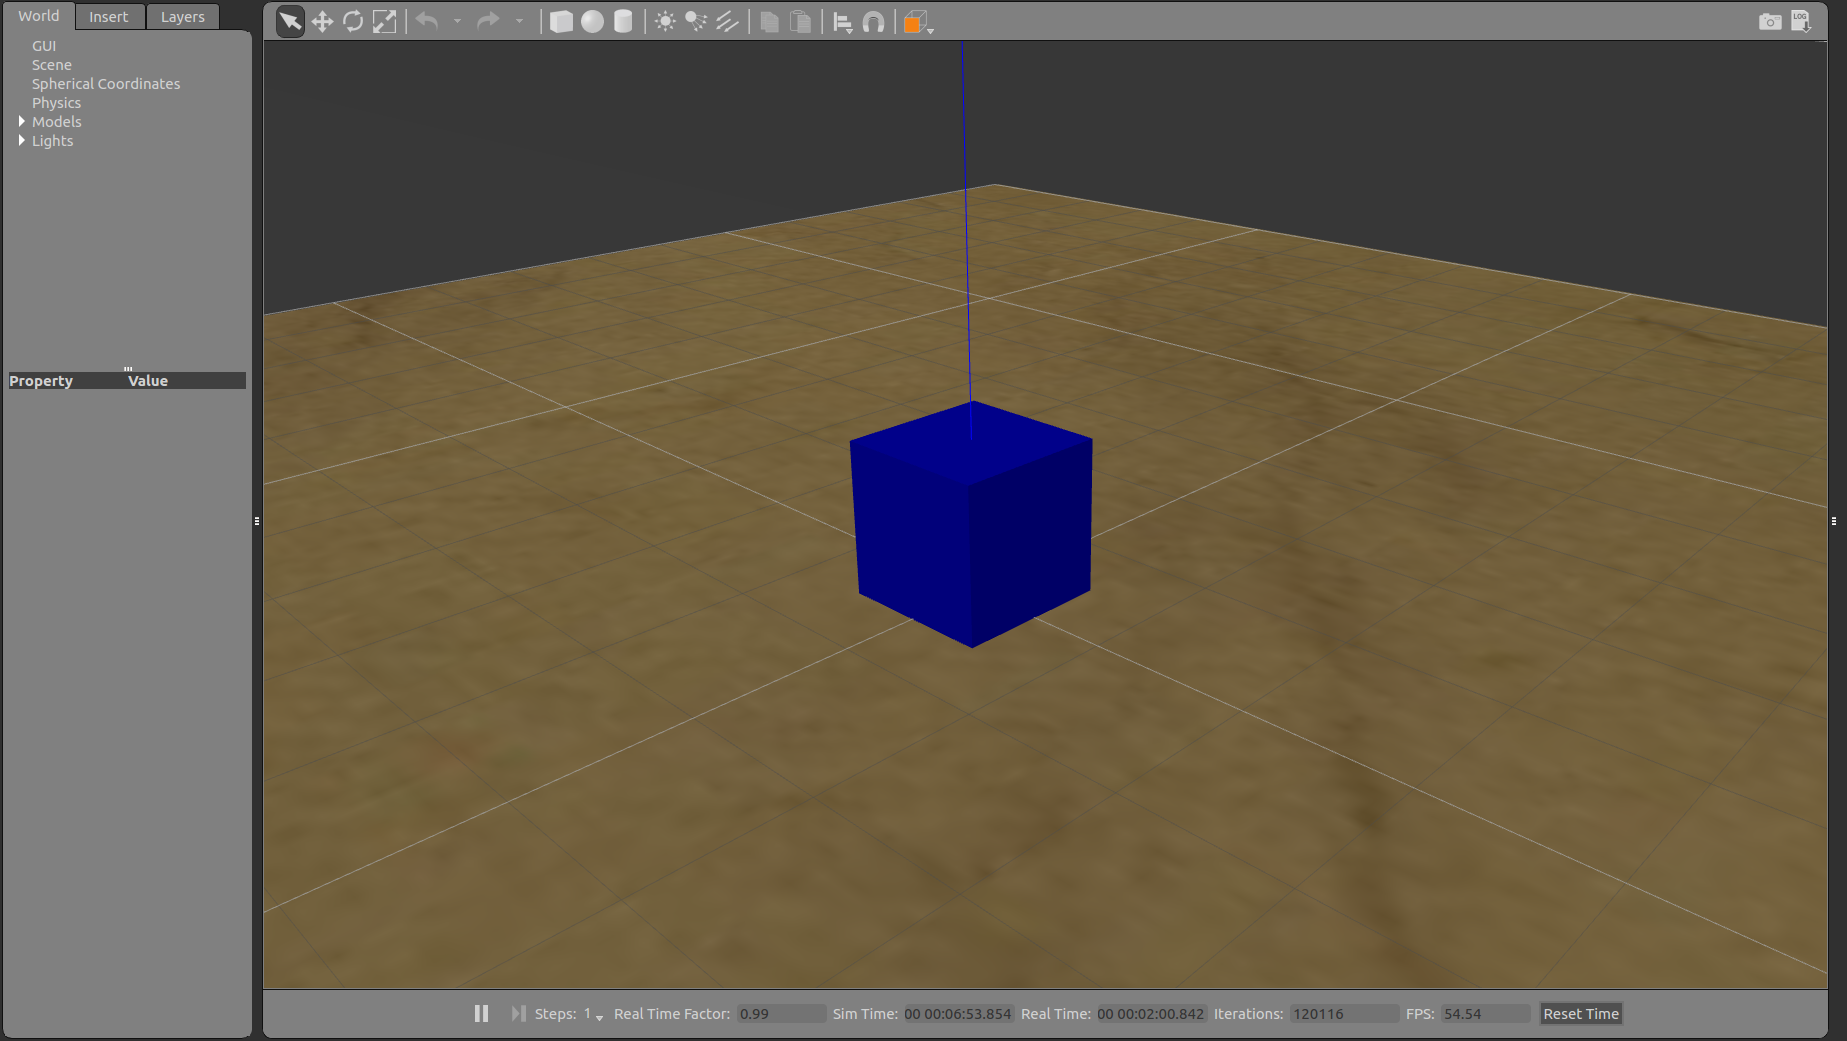 World Insert Layers
GUI
Scene
Spherical Coordinates
Physics
Models
Lights
Property Value
LOG
Steps: 1 Real Time Factor: 0.99 Sim Time: 00 00:06:53.854 Real Time: 00 00:02:00.842 Iterations: 120116 FPS: 54.54 Reset Time